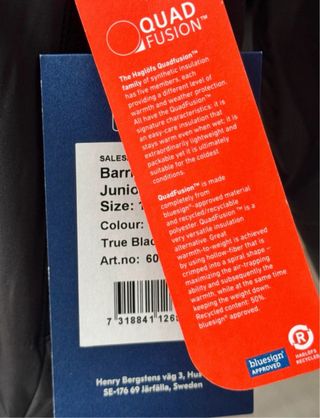 QUAD
FUSION™
The Haglöfs Quadfusion™
family of synthetic insulation
has five members, each
providing a different level of
warmth and weather protection.
All have the QuadFusion™
signature characteristics: it is
an easy-care insulation that
stays warm even when wet; it is
extraordinarily lightweight and
packable yet it is ultimately
suitable for the coldest
conditions.
QuadFusion™ is made
completely from
bluesign®-approved material
and recycled/recyclable
polyester. QuadFusion™ is a
very versatile insulation
alternative. Great
warmth-to-weight is achieved
by using hollow-fiber that is
crimped into a spiral shape –
maximizing the air-trapping
ability and subsequently the
warmth, while at the same time
keeping the weight down.
Recycled content: 50%,
bluesign® approved.
bluesign®
APPROVED
R
HAGLÖFS
RECYCLED
SALES
Barr
Junio
Size:
Colour:
True Blac
Art.no: 60
7 318841 126
Henry Bergstens väg 3, Hus
SE-176 69 Järfälla, Sweden